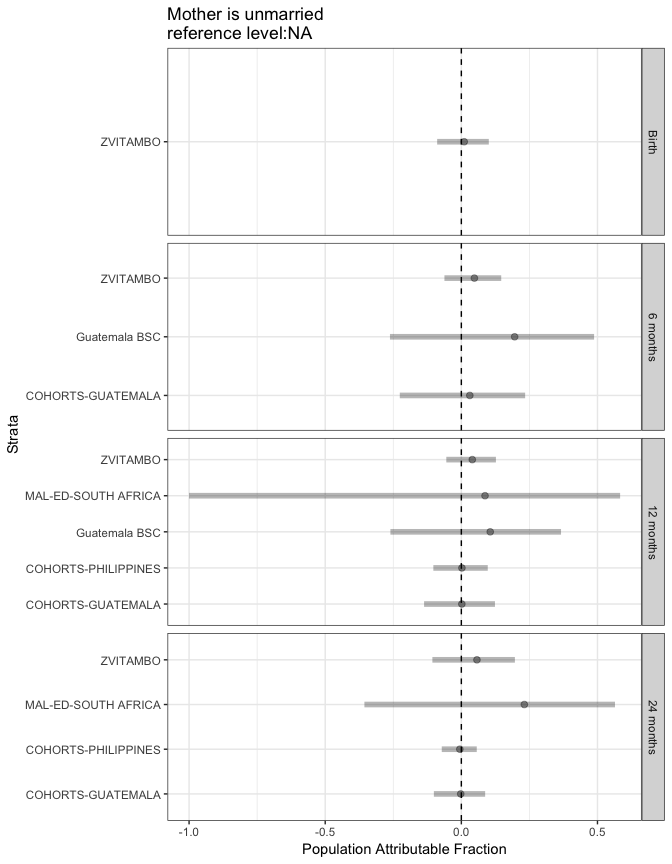 Mother is unmarried
reference level:NA
Strata
ZVITAMBO
Birth
ZVITAMBO
Guatemala BSC
COHORTS-GUATEMALA
6 months
ZVITAMBO
MAL-ED-SOUTH AFRICA
Guatemala BSC
COHORTS-PHILIPPINES
COHORTS-GUATEMALA
12 months
ZVITAMBO
MAL-ED-SOUTH AFRICA
COHORTS-PHILIPPINES
COHORTS-GUATEMALA
24 months
-1.0 -0.5 0.0 0.5
Population Attributable Fraction